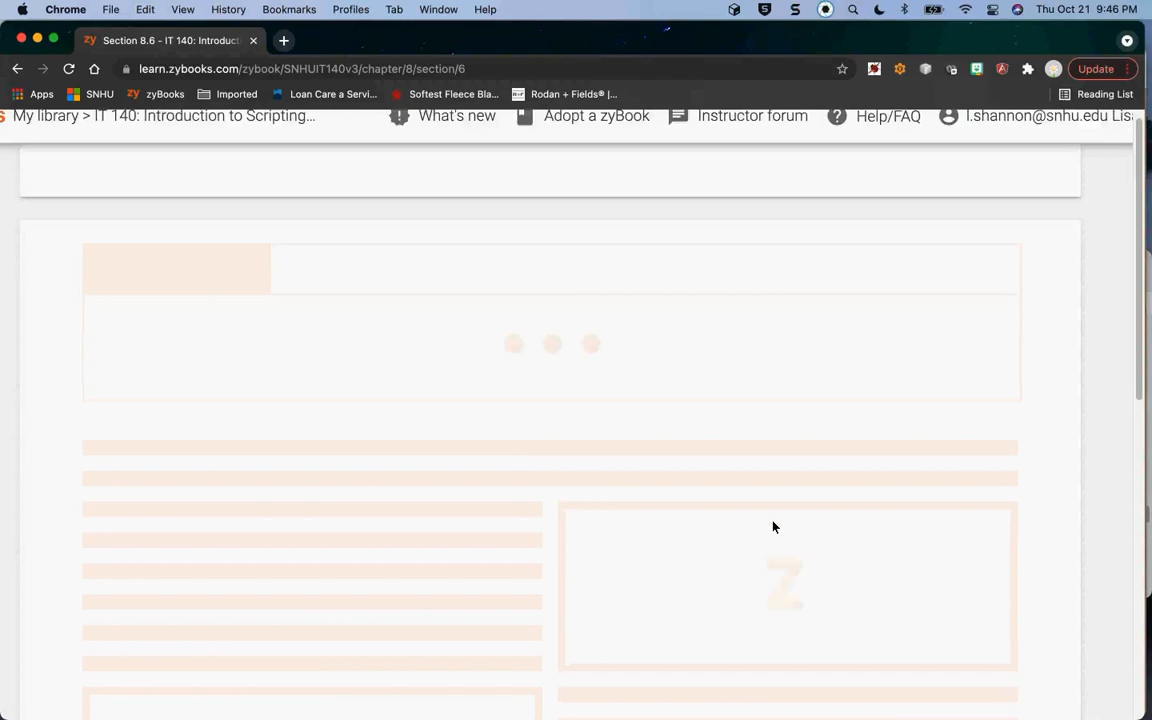 Chrome File Edit View History Bookmarks Profiles Tab Window Help Thu Oct 21 9:46 PM
zy Section 8.6 - IT 140: Introduct
learn.zybooks.com/zybook/SNHUIT140v3/chapter/8/section/6 Update
Apps SNHU zyBooks Imported Loan Care a Servi... Softest Fleece Bla... Rodan + Fields® |... Reading List
My library > IT 140: Introduction to Scripting... What's new Adopt a zyBook Instructor forum Help/FAQ l.shannon@snhu.edu Lis
Z